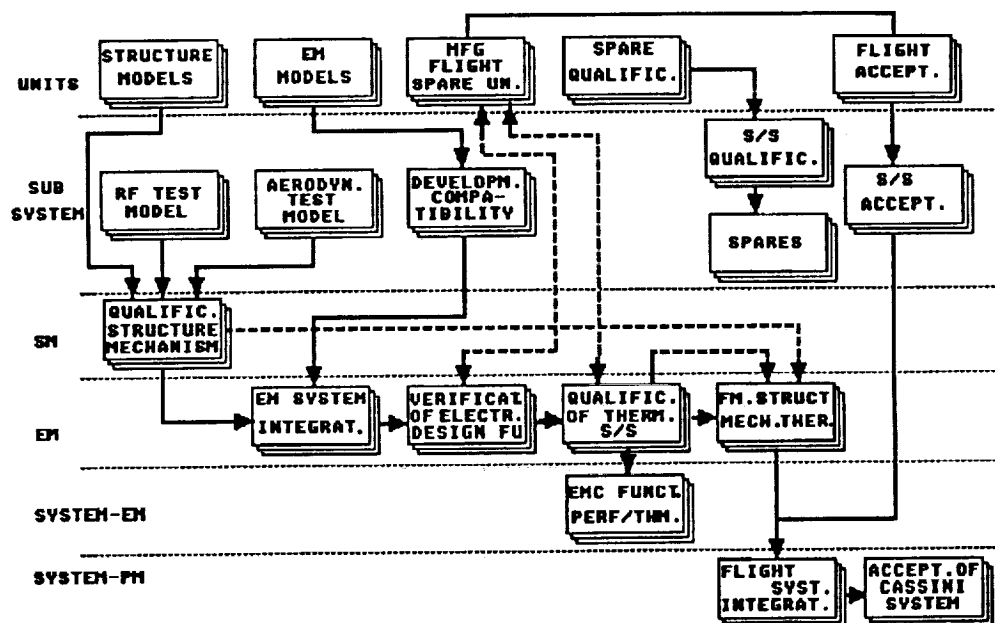 UNITS
STRUCTURE
MODELS
EM
MODELS
MFG
FLIGHT
SPARE UN.
SPARE
QUALIFIC.
FLIGHT
ACCEPT.
SUB
SYSTEM
RF TEST
MODEL
AERODYN.
TEST
MODEL
DEVELOPM.
COMPA-
TIBILITY
S/S
QUALIFIC.
SPARES
S/S
ACCEPT.
SM
QUALIFIC.
STRUCTURE
MECHANISM
EM
EM SYSTEM
INTEGRAT.
VERIFICAT.
OF ELECTR.
DESIGN FU
QUALIFIC.
OF THERM.
S/S
FM.STRUCT
MECH.THER.
SYSTEM-EM
EMC FUNCT.
PERF/THM.
SYSTEM-PM
FLIGHT
SYST.
INTEGRAT.
ACCEPT.OF
CASSINI
SYSTEM